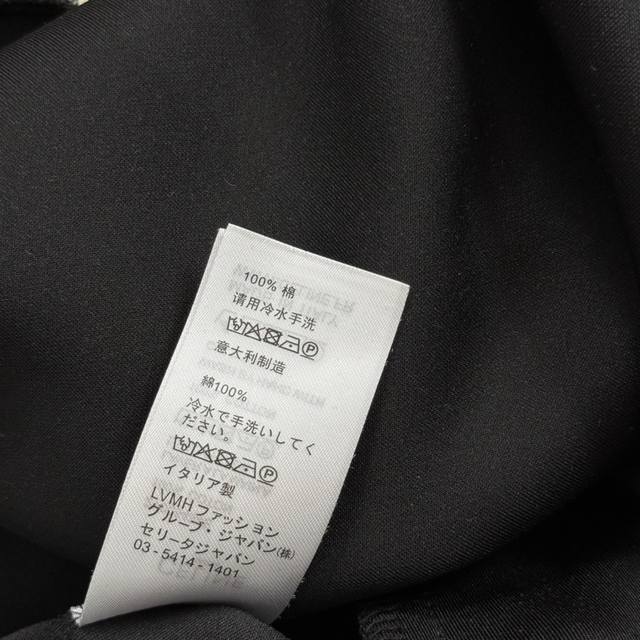 100% 棉
请用冷水手洗
意大利制造
綿100%
冷水で手洗いしてく
ださい。
イタリア製
LVMHファッション
グループ・ジャパン(株)
セリーヌジャパン
03-5414-1401